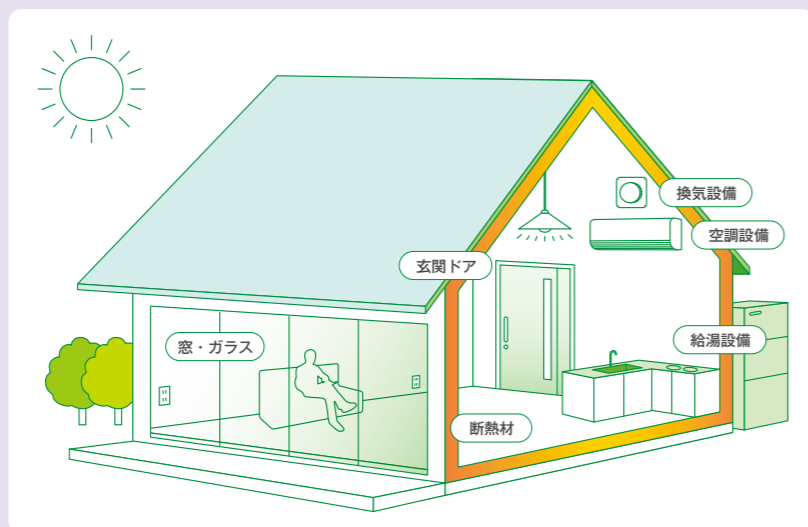 換気設備
空調設備
玄関ドア
窓・ガラス
給湯設備
断熱材